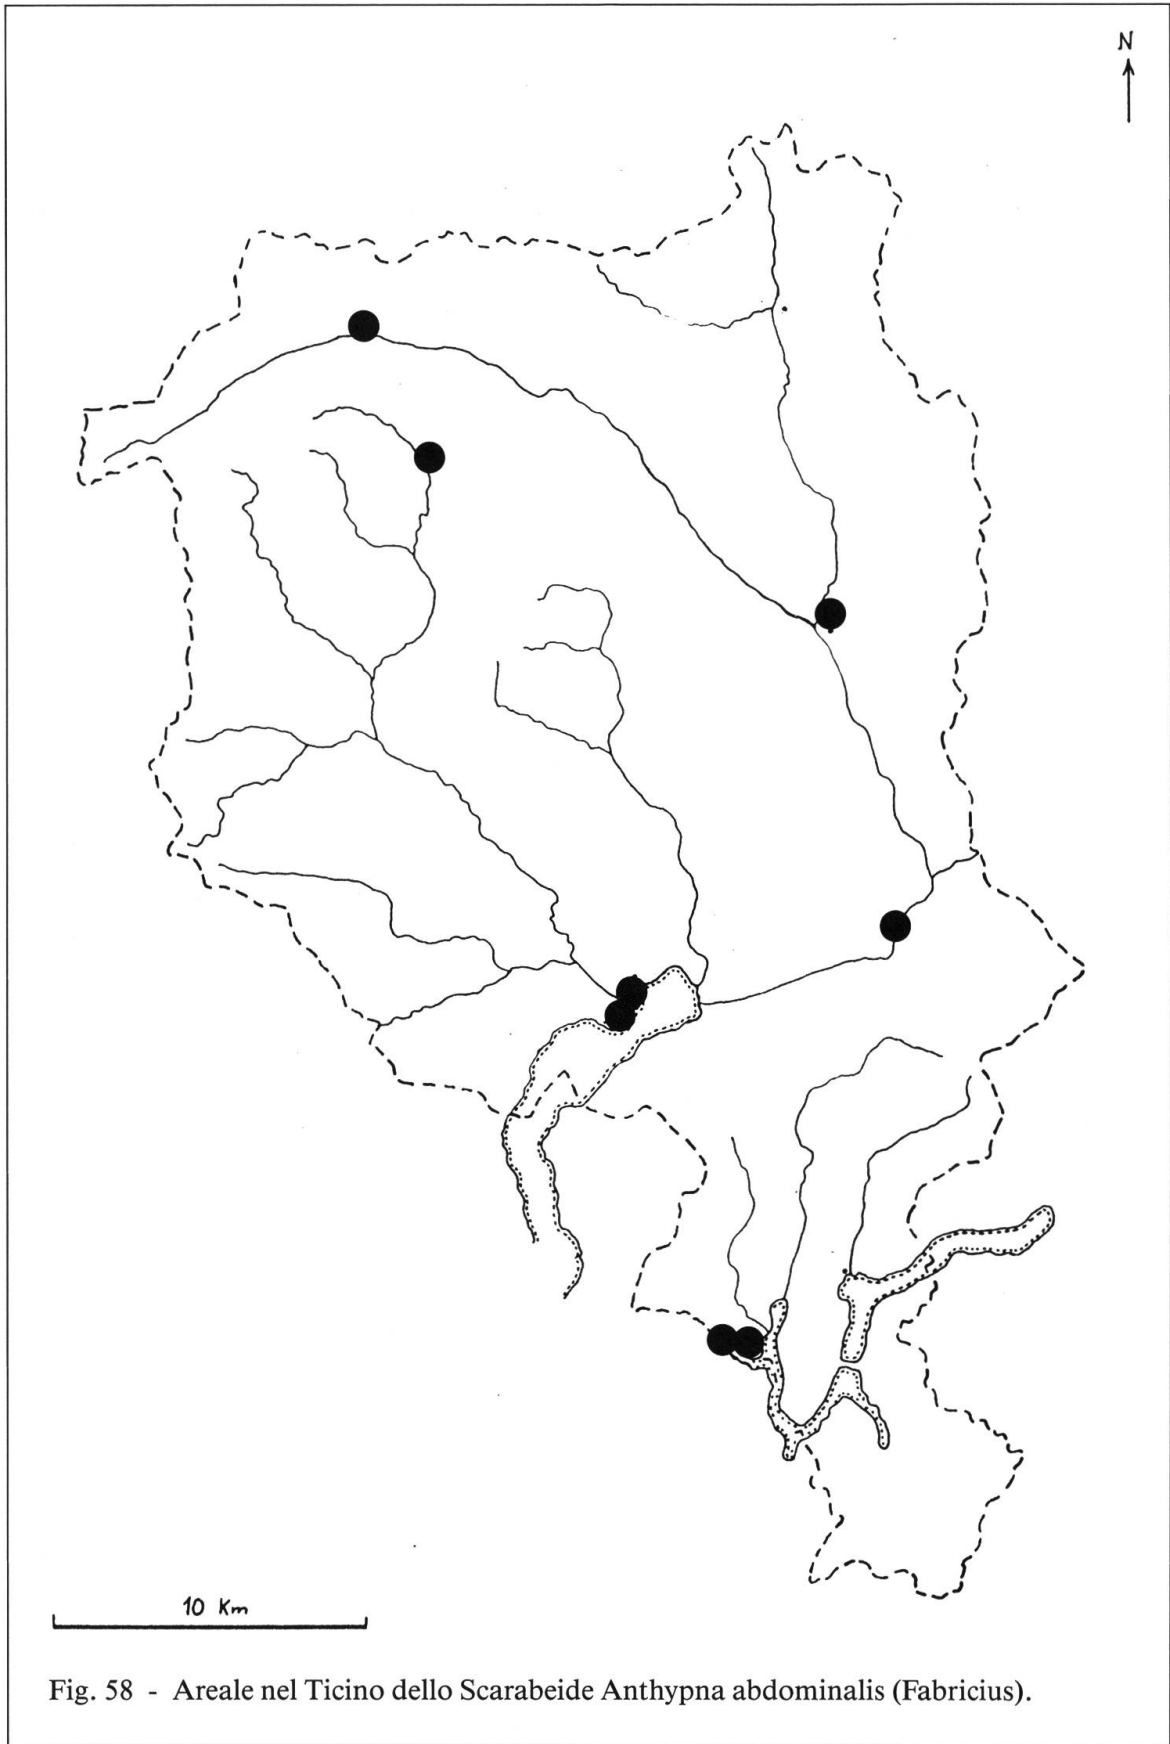 N
10 Km
Fig. 58 - Areale nel Ticino dello Scarabeide Anthypna abdominalis (Fabricius).